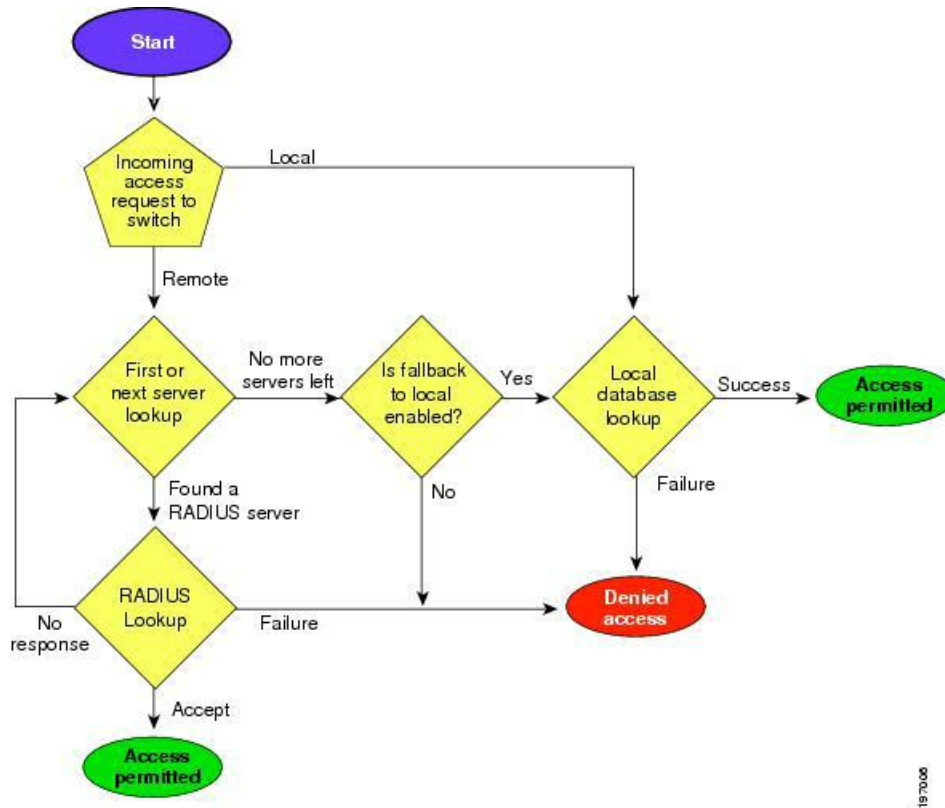 Start
Incoming
access
request to
switch
Local
Remote
First or
next server
lookup
No more
servers left
Is fallback
to local
enabled?
Yes
Local
database
lookup
Success
Access
permitted
Found a
RADIUS server
No
Failure
RADIUS
Lookup
No
response
Failure
Denied
access
Accept
Access
permitted
197006